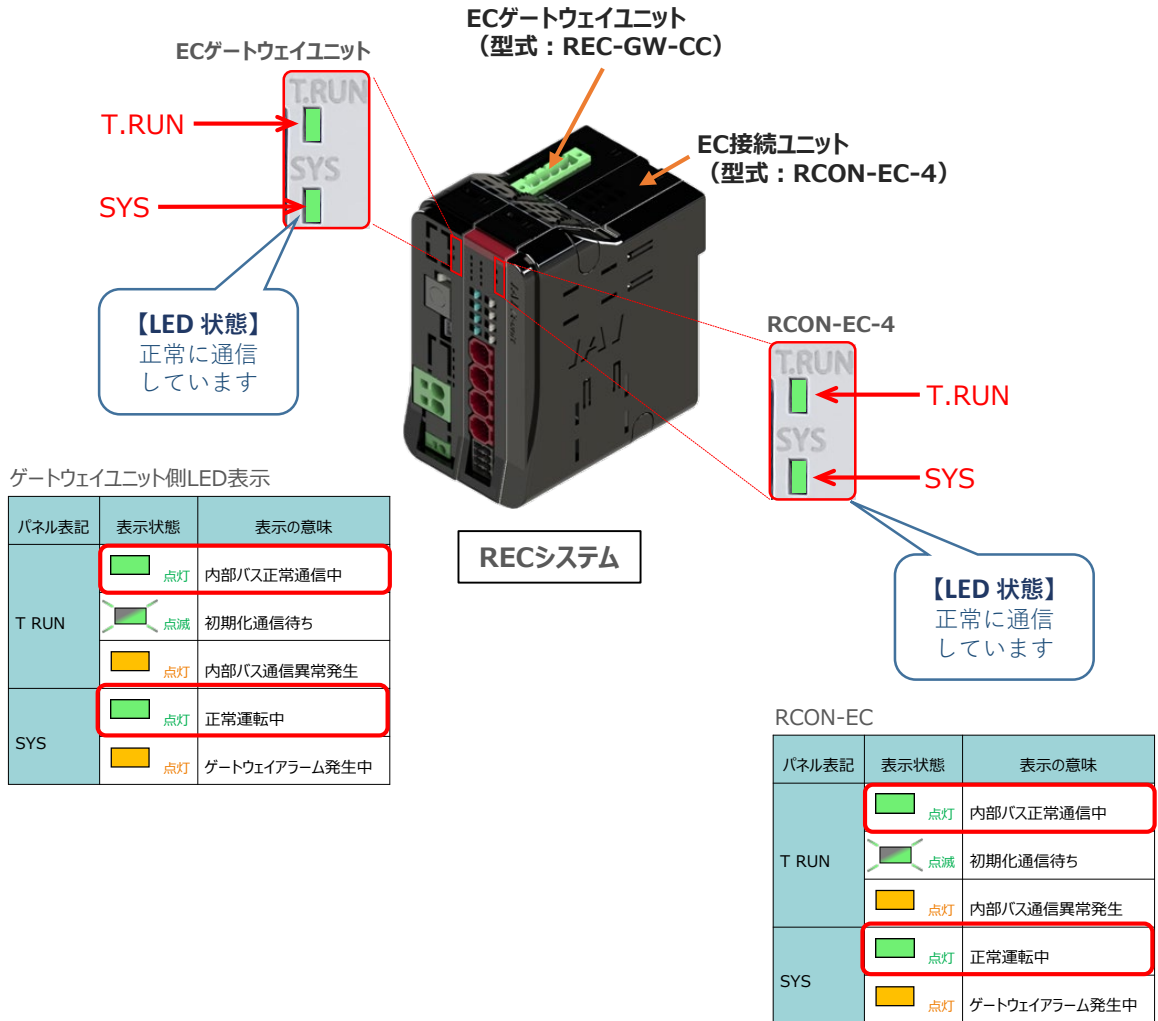 ECゲートウェイユニット
（型式：REC-GW-CC）
ECゲートウェイユニット
T.RUN
SYS
T.RUN
SYS
EC接続ユニット
（型式：RCON-EC-4）
【LED 状態】
正常に通信
しています
IAI
RCON-EC-4
T.RUN
SYS
T.RUN
SYS
【LED 状態】
正常に通信
しています
RECシステム
ゲートウェイユニット側LED表示
パネル表記 表示状態 表示の意味
T RUN 点灯 内部バス正常通信中
点滅 初期化通信待ち
点灯 内部バス通信異常発生
SYS 点灯 正常運転中
点灯 ゲートウェイアラーム発生中
RCON-EC
パネル表記 表示状態 表示の意味
T RUN 点灯 内部バス正常通信中
点滅 初期化通信待ち
点灯 内部バス通信異常発生
SYS 点灯 正常運転中
点灯 ゲートウェイアラーム発生中